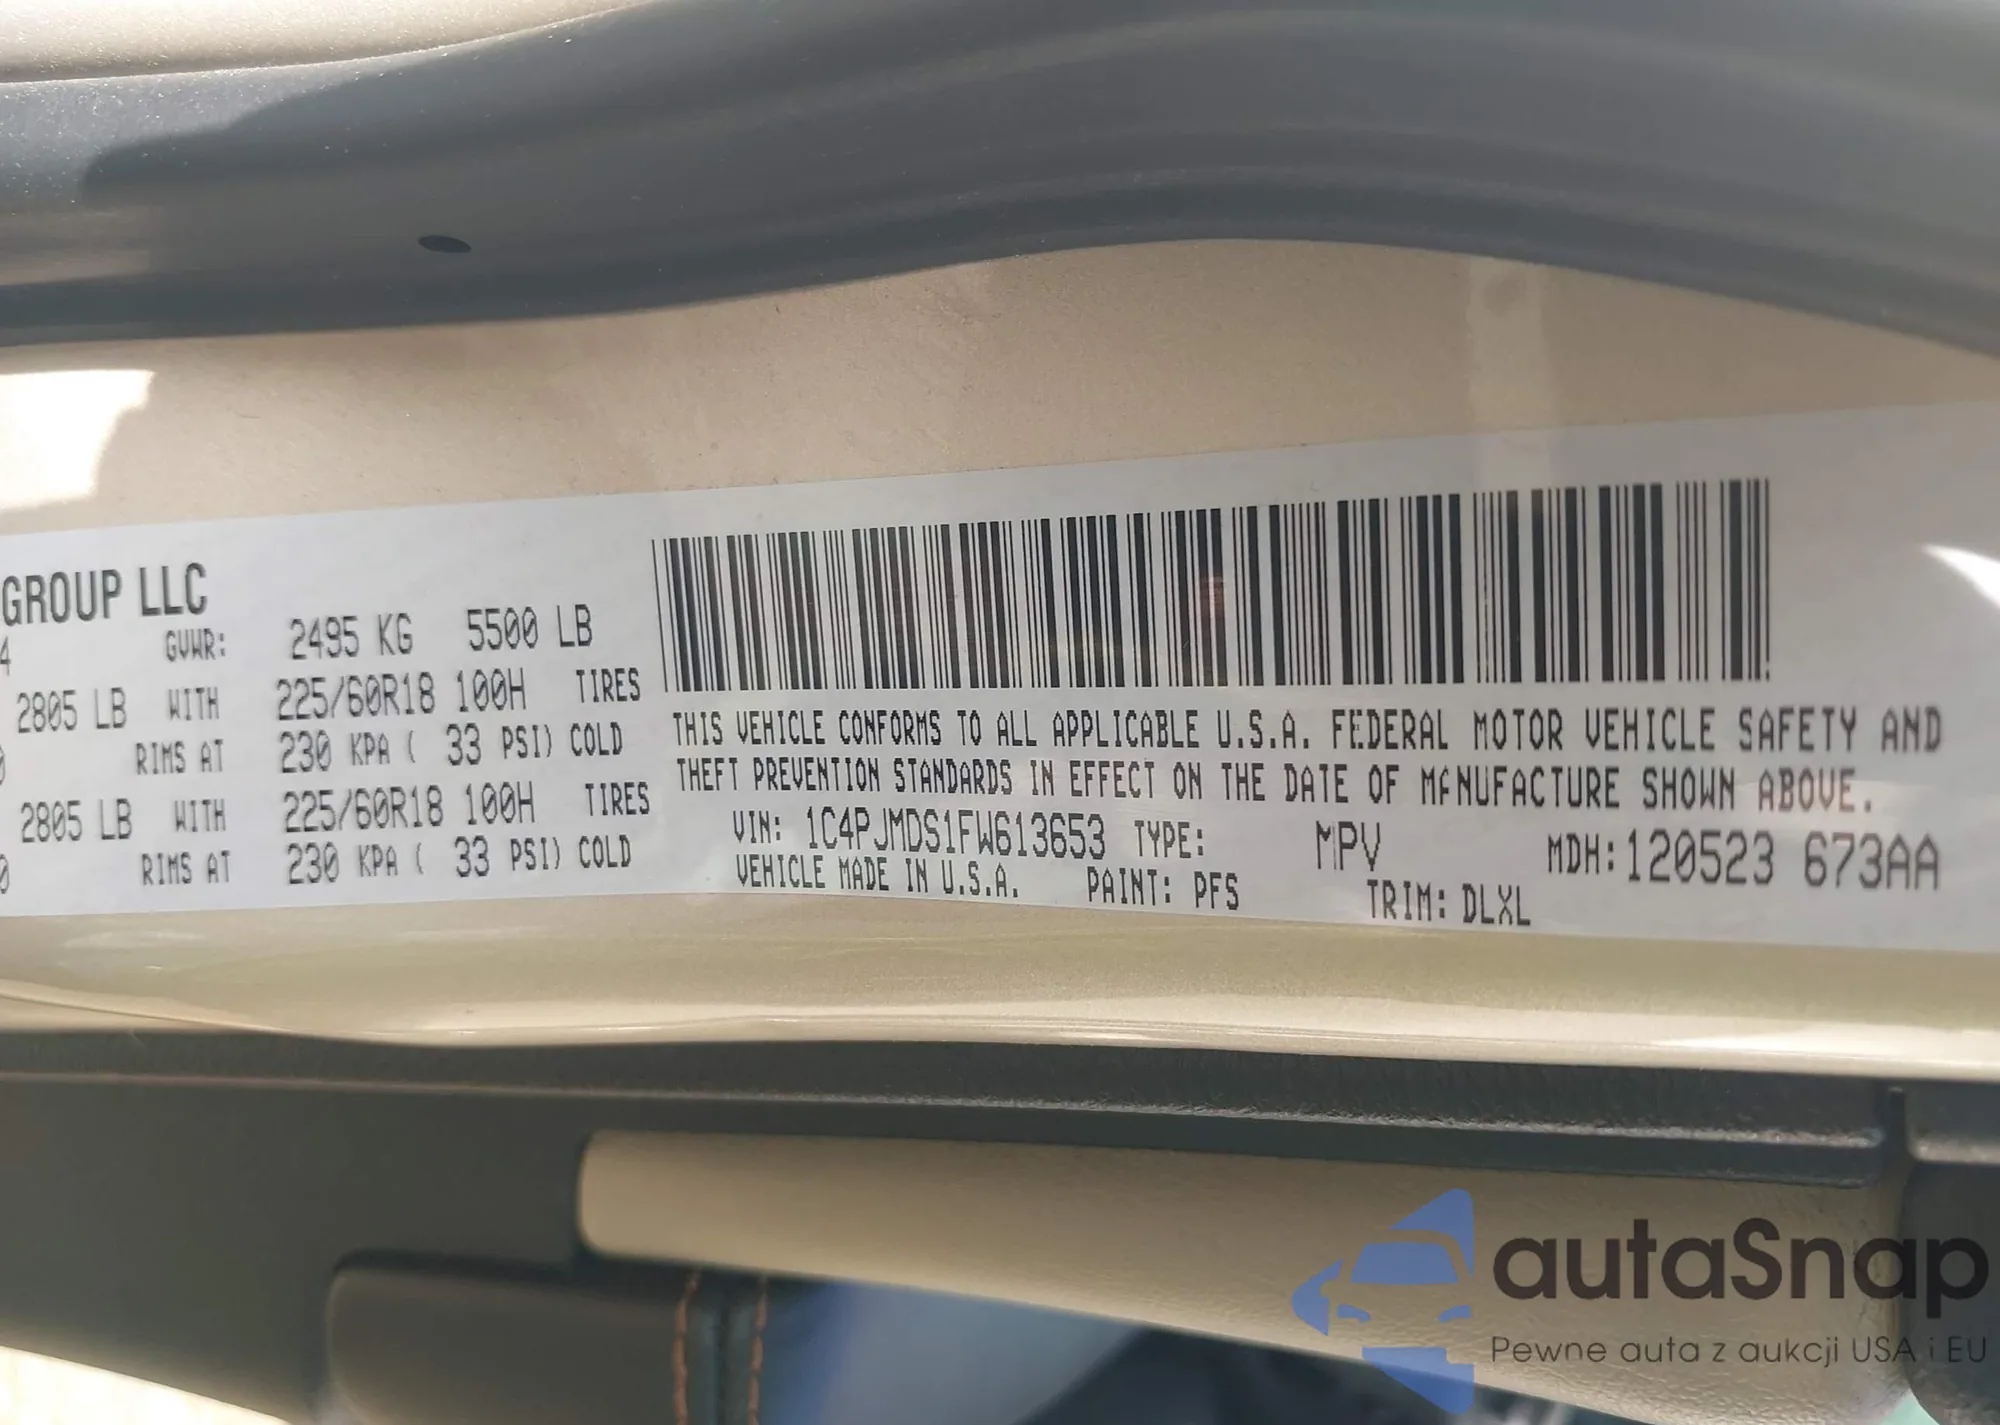 GROUP LLC
4 GVWR: 2495 KG 5500 LB
2805 LB WITH 225/60R18 100H TIRES
RIMS AT 230 KPA ( 33 PSI) COLD
2805 LB WITH 225/60R18 100H TIRES
0 RIMS AT 230 KPA ( 33 PSI) COLD
THIS VEHICLE CONFORMS TO ALL APPLICABLE U.S.A. FEDERAL MOTOR VEHICLE SAFETY AND
THEFT PREVENTION STANDARDS IN EFFECT ON THE DATE OF MANUFACTURE SHOWN ABOVE.
VIN: 1C4PJMDS1FW613653 TYPE: MPV MDH:120523 673AA
VEHICLE MADE IN U.S.A. PAINT: PFS TRIM: DLXL
autaSnap
Pewne auta z aukcji USA i EU